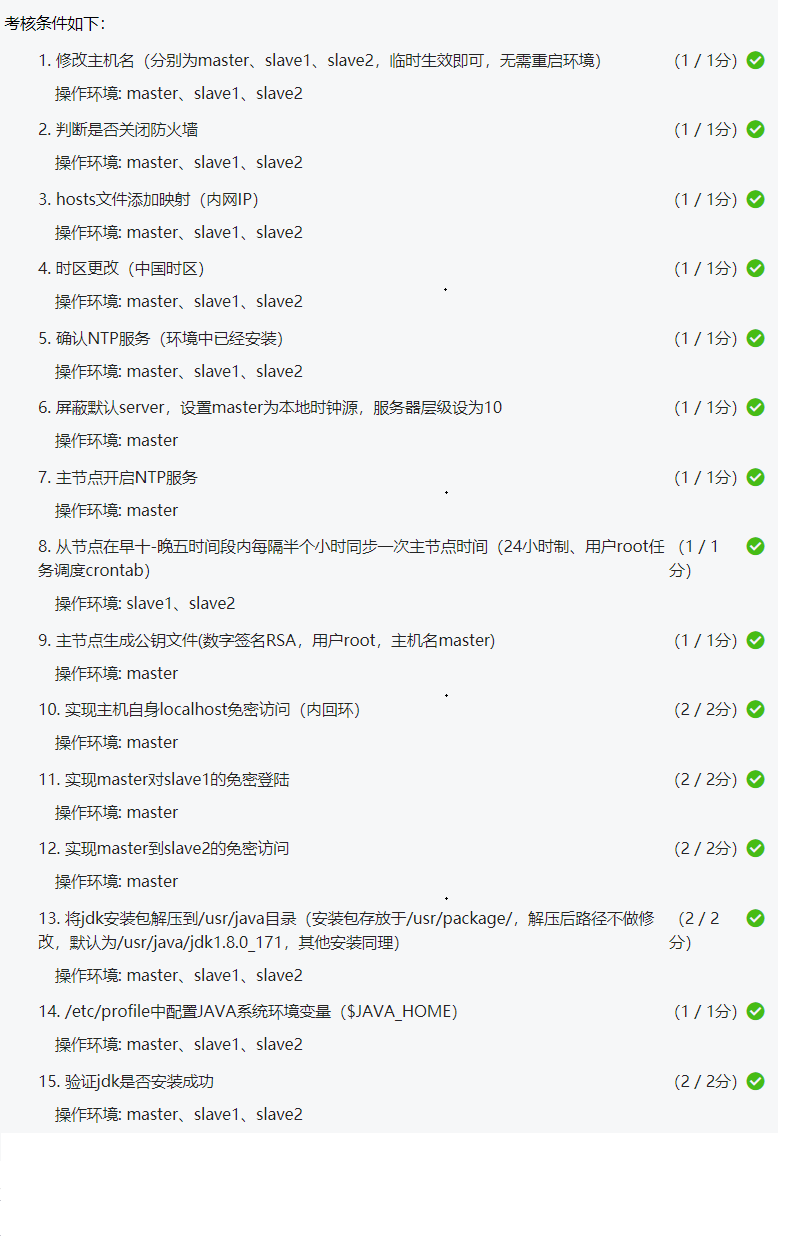 考核条件如下：
1. 修改主机名（分别为master、slave1、slave2，临时生效即可，无需重启环境） （1 / 1分）
操作环境: master、slave1、slave2
2. 判断是否关闭防火墙 （1 / 1分）
操作环境: master、slave1、slave2
3. hosts文件添加映射（内网IP） （1 / 1分）
操作环境: master、slave1、slave2
4. 时区更改（中国时区） （1 / 1分）
操作环境: master、slave1、slave2
5. 确认NTP服务（环境中已经安装） （1 / 1分）
操作环境: master、slave1、slave2
6. 屏蔽默认server，设置master为本地时钟源，服务器层级设为10 （1 / 1分）
操作环境: master
7. 主节点开启NTP服务 （1 / 1分）
操作环境: master
8. 从节点在早十-晚五时间段内每隔半个小时同步一次主节点时间（24小时制、用户root任 （1 / 1
务调度crontab） 分）
操作环境: slave1、slave2
9. 主节点生成公钥文件(数字签名RSA，用户root，主机名master) （1 / 1分）
操作环境: master
10. 实现主机自身localhost免密访问（内回环） （2 / 2分）
操作环境: master
11. 实现master对slave1的免密登陆 （2 / 2分）
操作环境: master
12. 实现master到slave2的免密访问 （2 / 2分）
操作环境: master
13. 将jdk安装包解压到/usr/java目录（安装包存放于/usr/package/，解压后路径不做修 （2 / 2
改，默认为/usr/java/jdk1.8.0_171，其他安装同理） 分）
操作环境: master、slave1、slave2
14. /etc/profile中配置JAVA系统环境变量（$JAVA_HOME） （1 / 1分）
操作环境: master、slave1、slave2
15. 验证jdk是否安装成功 （2 / 2分）
操作环境: master、slave1、slave2